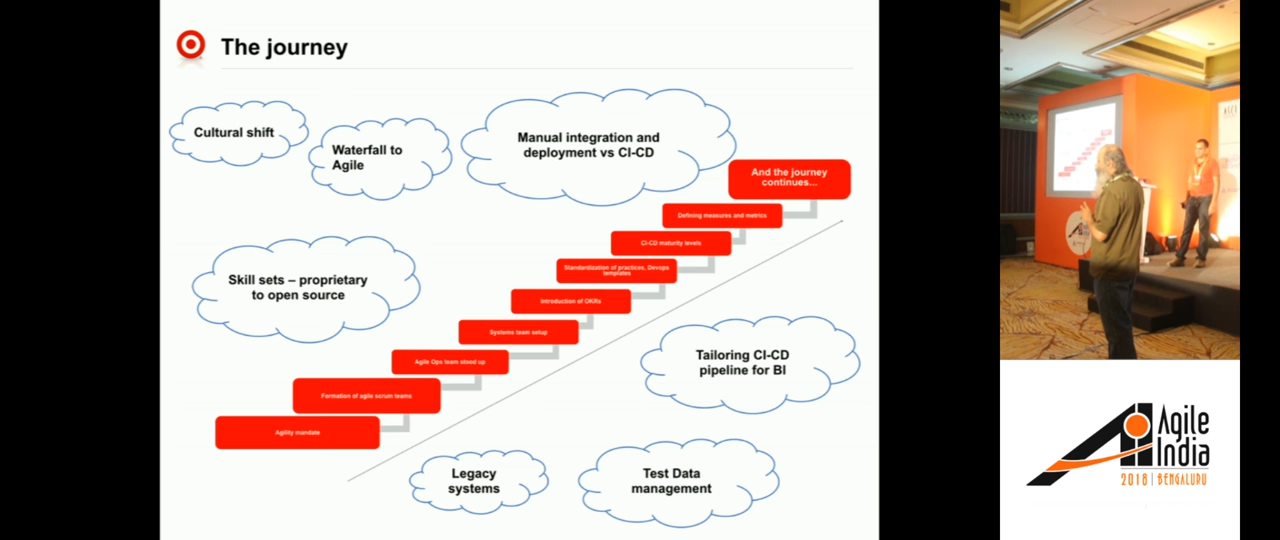 The journey
Cultural shift
Waterfall to
Agile
Manual integration and
deployment vs CI-CD
And the journey
continues...
Defining measures and metrics
CI-CD maturity levels
Standardization of practices, Devops
templates
Introduction of OKRs
Systems team setup
Agile Ops team stood up
Formation of agile scrum teams
Agility mandate
Skill sets – proprietary
to open source
Tailoring CI-CD
pipeline for BI
Legacy
systems
Test Data
management
Agile
India
2018 | BENGALURU